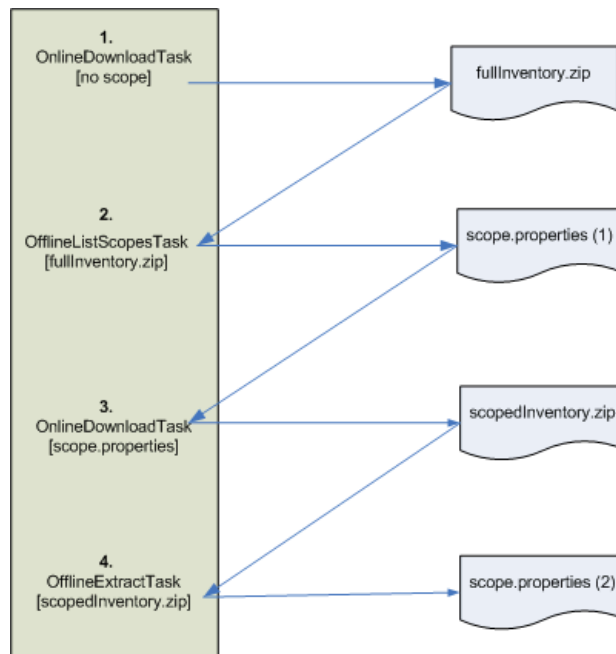 1.
OnlineDownloadTask
[no scope]
fullInventory.zip
2.
OfflineListScopesTask
[fullInventory.zip]
scope.properties (1)
3.
OnlineDownloadTask
[scope.properties]
scopedInventory.zip
4.
OfflineExtractTask
[scopedInventory.zip]
scope.properties (2)